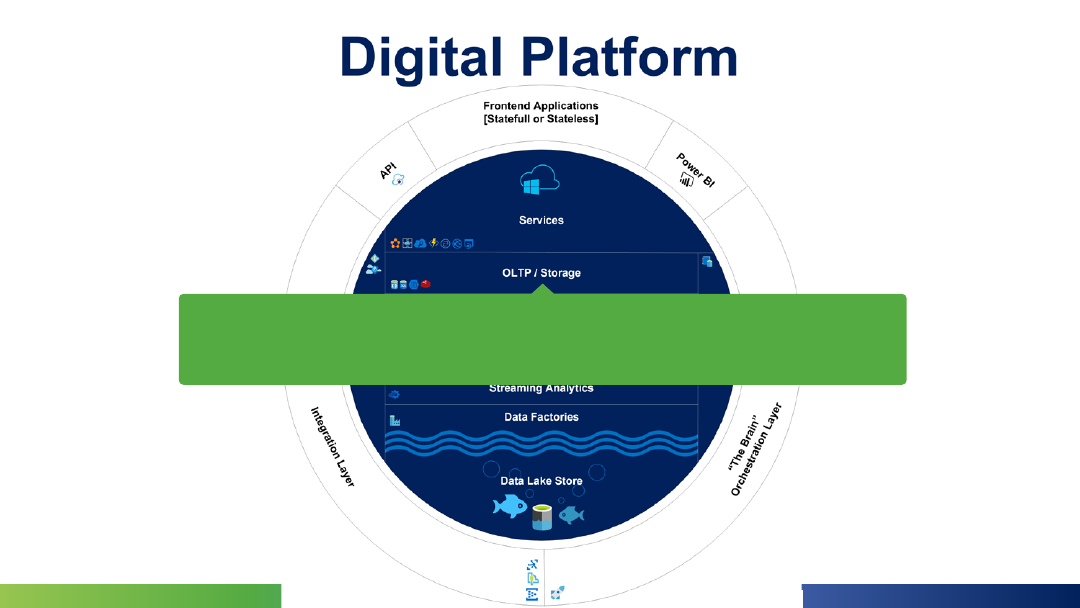 Digital Platform
Frontend Applications
[Statefull or Stateless]
API
Power BI
Services
OLTP / Storage
Streaming Analytics
Data Factories
Data Lake Store
Integration Layer
“The Brain”
Orchestration Layer